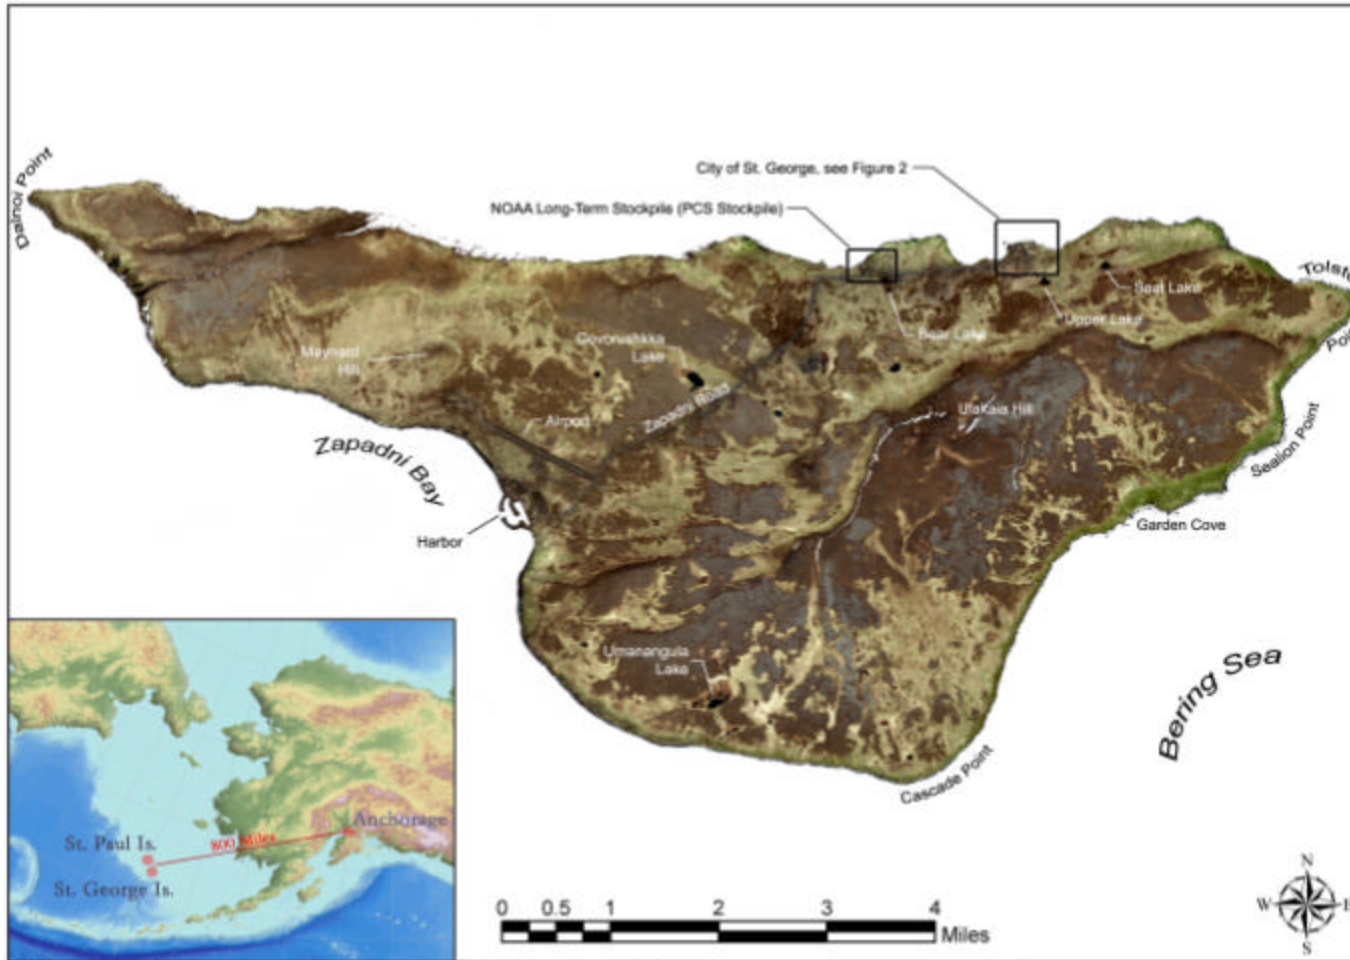 Dalnoi Point
City of St. George, see Figure 2
NOAA Long-Term Stockpile (PCS Stockpile)
Maynard
Hill
Lake
Airport
Zapadni Road
Bear Lake
Upper Lake
Seal Lake
Ulakaia Hill
Sealion Point
Garden Cove
Zapadni Bay
Harbor
Umanangula
Lake
Cascade Point
Bering Sea
St. Paul Is.
St. George Is.
800 Miles
Anchorage
0 0.5 1 2 3 4
Miles
N
W
S